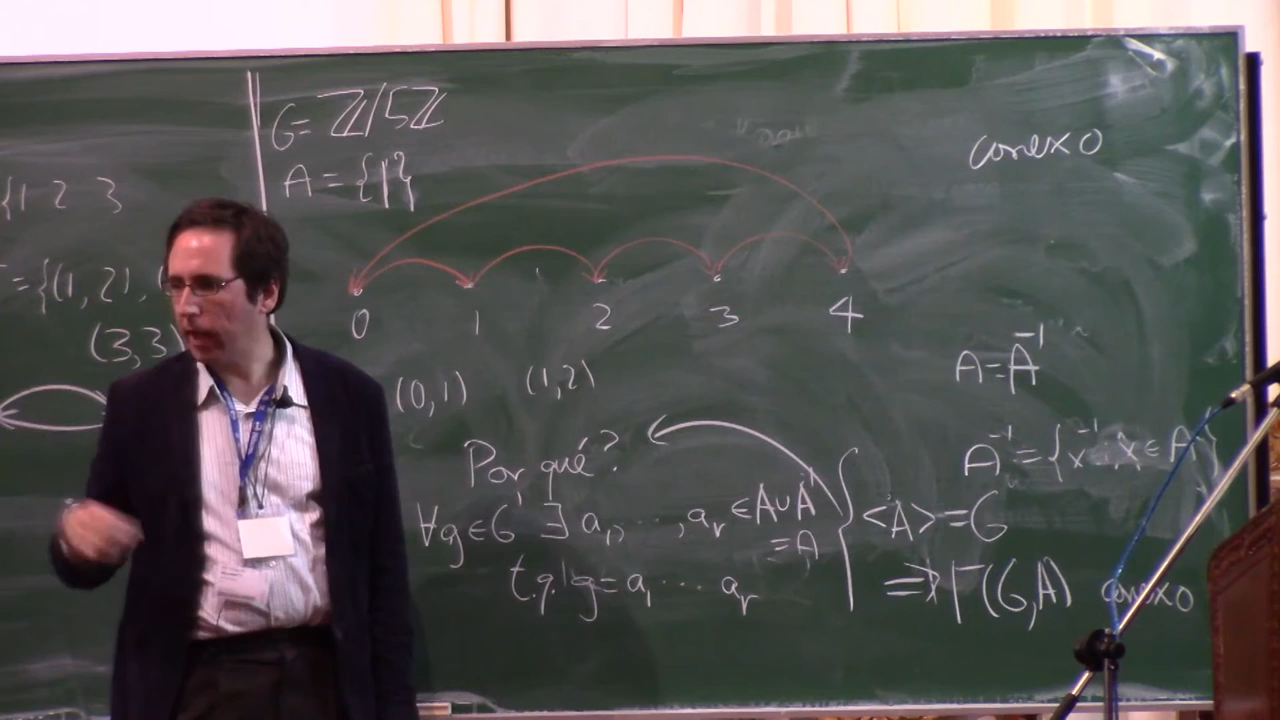 {1 2 3
={(1,2),
(3,3)
G= ℤ/5ℤ
A = {1}
conexo
0 1 2 3 4
(0,1) (1,2)
A=A⁻¹
A⁻¹={x⁻¹: x∈A}
Por qué?
∀g∈G ∃ a₁, ..., aᵣ ∈A∪A⁻¹
=A
t.q. g=a₁ ... aᵣ
<A>=G
=> Γ(G,A) conexo